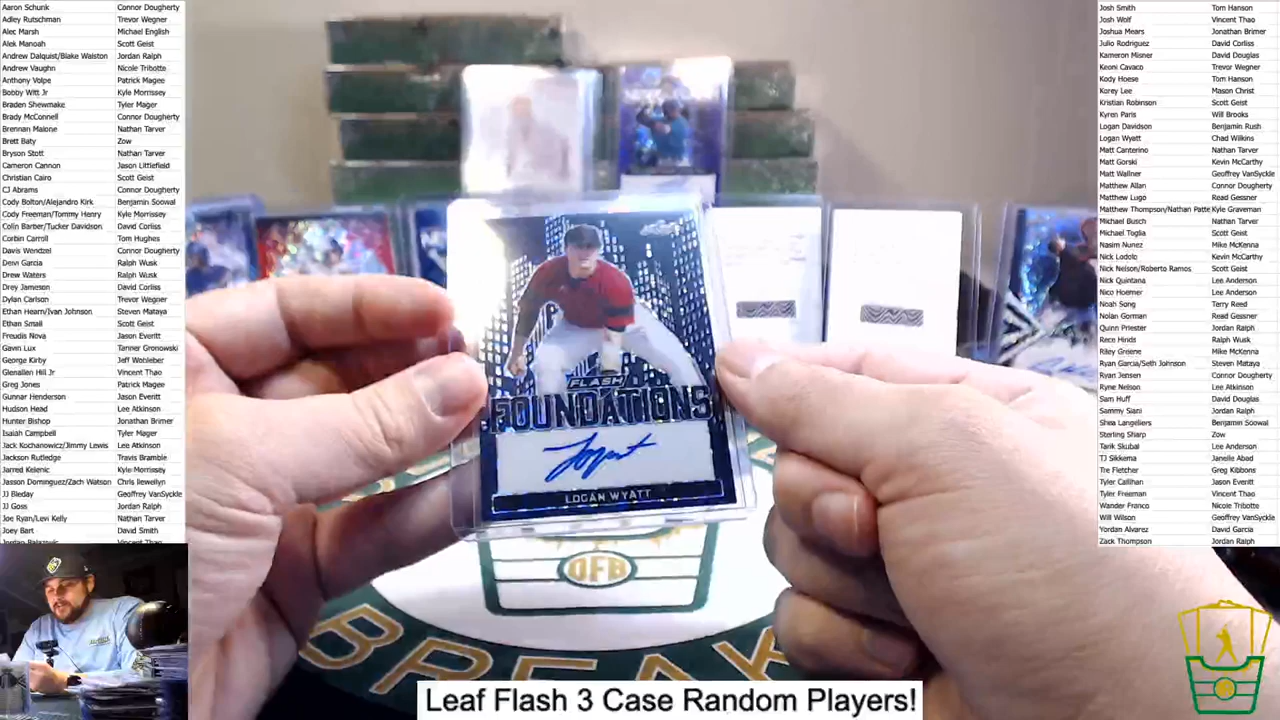 Aaron Schunk Connor Dougherty
Adley Rutschman Trevor Wegner
Alec Marsh Michael English
Alek Manoah Scott Geist
Andrew Dalquist/Blake Walston Jordan Ralph
Andrew Vaughn Nicole Tribotte
Anthony Volpe Patrick Magee
Bobby Witt Jr Kyle Morrissey
Braden Shewmake Tyler Mager
Brady McConnell Connor Dougherty
Brennan Malone Nathan Tarver
Brett Baty Zow
Bryson Stott Nathan Tarver
Cameron Cannon Jason Littlefield
Christian Cairo Scott Geist
CJ Abrams Connor Dougherty
Cody Bolton/Alejandro Kirk Benjamin Soowal
Cody Freeman/Tommy Henry Kyle Morrissey
Colin Barber/Tucker Davidson David Corliss
Corbin Carroll Tom Hughes
Davis Wendzel Connor Dougherty
Deivi Garcia Ralph Wusk
Drew Waters Ralph Wusk
Drey Jameson David Corliss
Dylan Carlson Trevor Wegner
Ethan Hearn/Ivan Johnson Steven Mataya
Ethan Small Scott Geist
Freudis Nova Jason Everitt
Gavin Lux Tanner Gronowski
George Kirby Jeff Wohleber
Glenallen Hill Jr Vincent Thao
Greg Jones Patrick Magee
Gunnar Henderson Jason Everitt
Hudson Head Lee Atkinson
Hunter Bishop Jonathan Brimer
Isaiah Campbell Tyler Mager
Jack Kochanowicz/Jimmy Lewis Lee Atkinson
Jackson Rutledge Travis Bramble
Jarred Kelenic Kyle Morrissey
Jasson Dominguez/Zach Watson Chris llewellyn
JJ Bleday Geoffrey VanSyckle
JJ Goss Jordan Ralph
Joe Ryan/Levi Kelly Nathan Tarver
Joey Bart David Smith
Jordan Balazovic Vincent Thao
Josh Smith Tom Hanson
Josh Wolf Vincent Thao
Joshua Mears Jonathan Brimer
Julio Rodriguez David Corliss
Kameron Misner David Douglas
Keoni Cavaco Trevor Wegner
Kody Hoese Tom Hanson
Korey Lee Mason Christ
Kristian Robinson Scott Geist
Kyren Paris Will Brooks
Logan Davidson Benjamin Rush
Logan Wyatt Chad Wilkins
Matt Canterino Nathan Tarver
Matt Gorski Kevin McCarthy
Matt Wallner Geoffrey VanSyckle
Matthew Allan Connor Dougherty
Matthew Lugo Read Gessner
Matthew Thompson/Nathan Patte Kyle Graveman
Michael Busch Nathan Tarver
Michael Toglia Scott Geist
Nasim Nunez Mike McKenna
Nick Lodolo Kevin McCarthy
Nick Nelson/Roberto Ramos Scott Geist
Nick Quintana Lee Anderson
Nico Hoerner Lee Anderson
Noah Song Terry Reed
Nolan Gorman Read Gessner
Quinn Priester Jordan Ralph
Rece Hinds Ralph Wusk
Riley Greene Mike McKenna
Ryan Garcia/Seth Johnson Steven Mataya
Ryan Jensen Connor Dougherty
Ryne Nelson Lee Atkinson
Sam Huff David Douglas
Sammy Siani Jordan Ralph
Shea Langeliers Benjamin Soowal
Sterling Sharp Zow
Tarik Skubal Lee Anderson
TJ Sikkema Janelle Abad
Tre Fletcher Greg Kibbons
Tyler Callihan Jason Everitt
Tyler Freeman Vincent Thao
Wander Franco Nicole Tribotte
Will Wilson Geoffrey VanSyckle
Yordan Alvarez David Garcia
Zack Thompson Jordan Ralph
FLASH
FOUNDATIONS
LOGAN WYATT
OFB
BREAK
Leaf Flash 3 Case Random Players!